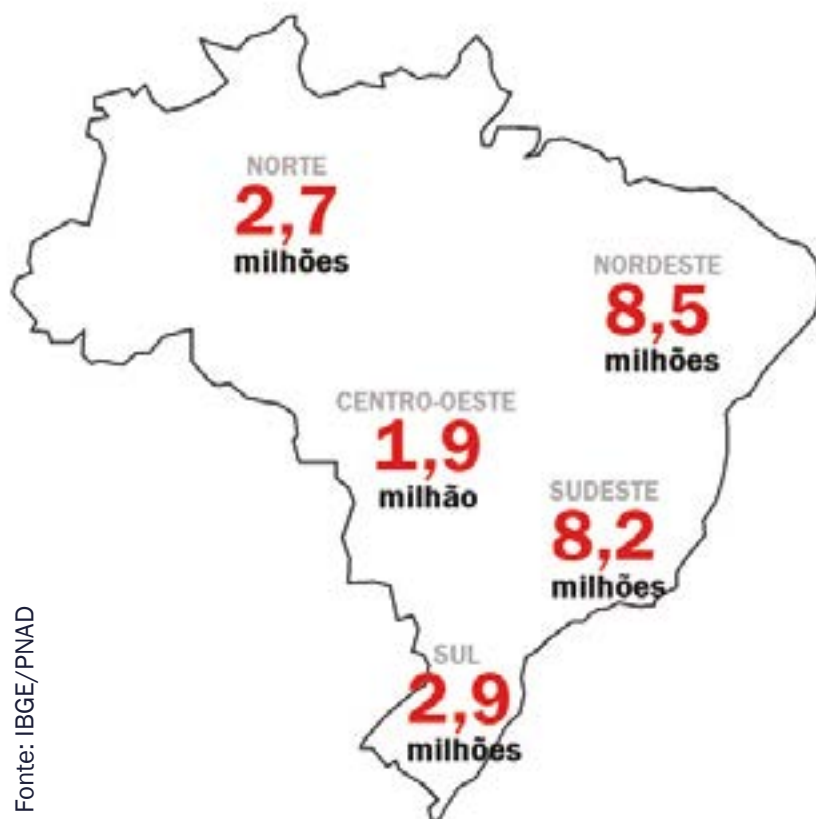 NORTE
2,7
milhões
NORDESTE
8,5
milhões
CENTRO-OESTE
1,9
milhão
SUDESTE
8,2
milhões
SUL
2,9
milhões
Fonte: IBGE/PNAD